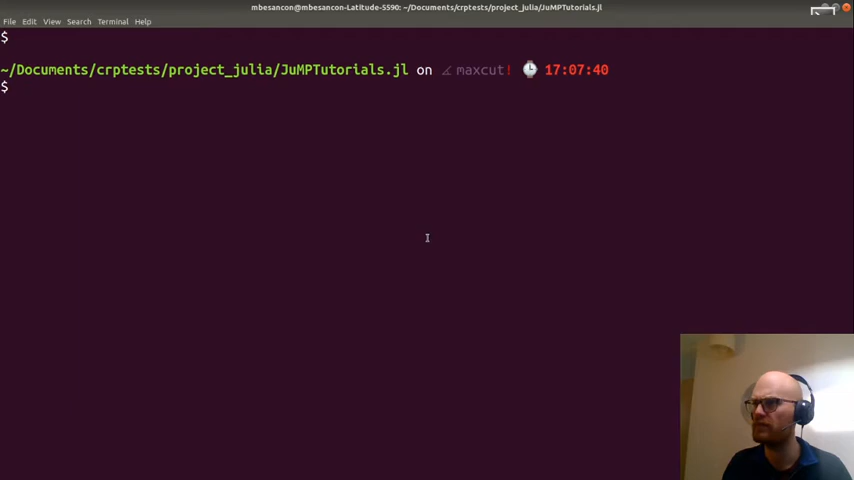 mbesancon@mbesancon-Latitude-5590: ~/Documents/crptests/project_julia/JuMPTutorials.jl
File Edit View Search Terminal Help
$
~/Documents/crptests/project_julia/JuMPTutorials.jl on maxcut! 17:07:40
$